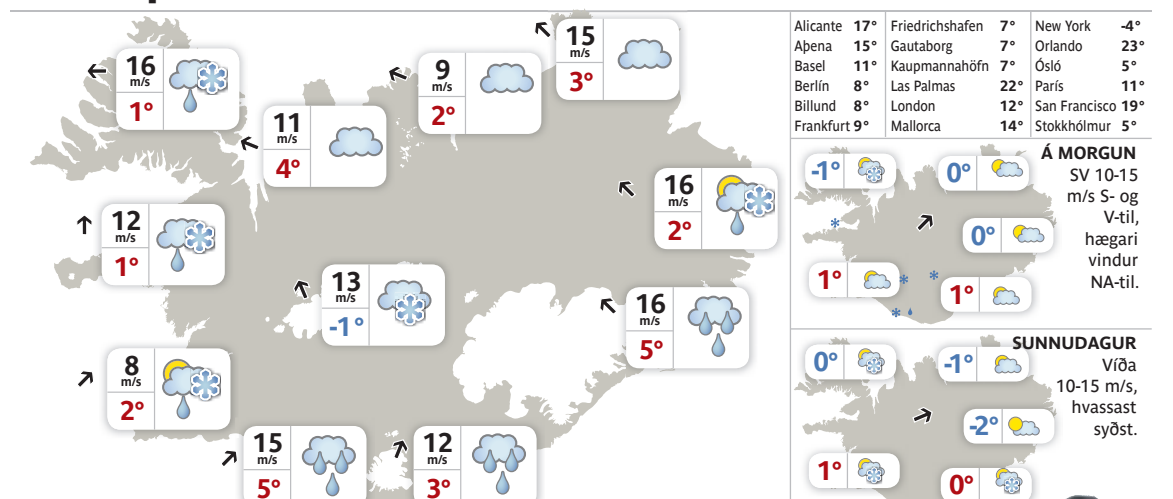 16
m/s
1°
11
m/s
4°
9
m/s
2°
15
m/s
3°
12
m/s
1°
16
m/s
2°
13
m/s
-1°
16
m/s
5°
8
m/s
2°
15
m/s
5°
12
m/s
3°
Alicante 17° Friedrichshafen 7° New York -4°
Aþena 15° Gautaborg 7° Orlando 23°
Basel 11° Kaupmannahöfn 7° Ósló 5°
Berlín 8° Las Palmas 22° París 11°
Billund 8° London 12° San Francisco 19°
Frankfurt 9° Mallorca 14° Stokkhólmur 5°
Á MORGUN
SV 10-15
m/s S- og
V-til,
hægari
vindur
NA-til.
-1°
0°
0°
1°
1°
SUNNUDAGUR
Víða
10-15 m/s,
hvassast
syðst.
0°
-1°
-2°
1°
0°